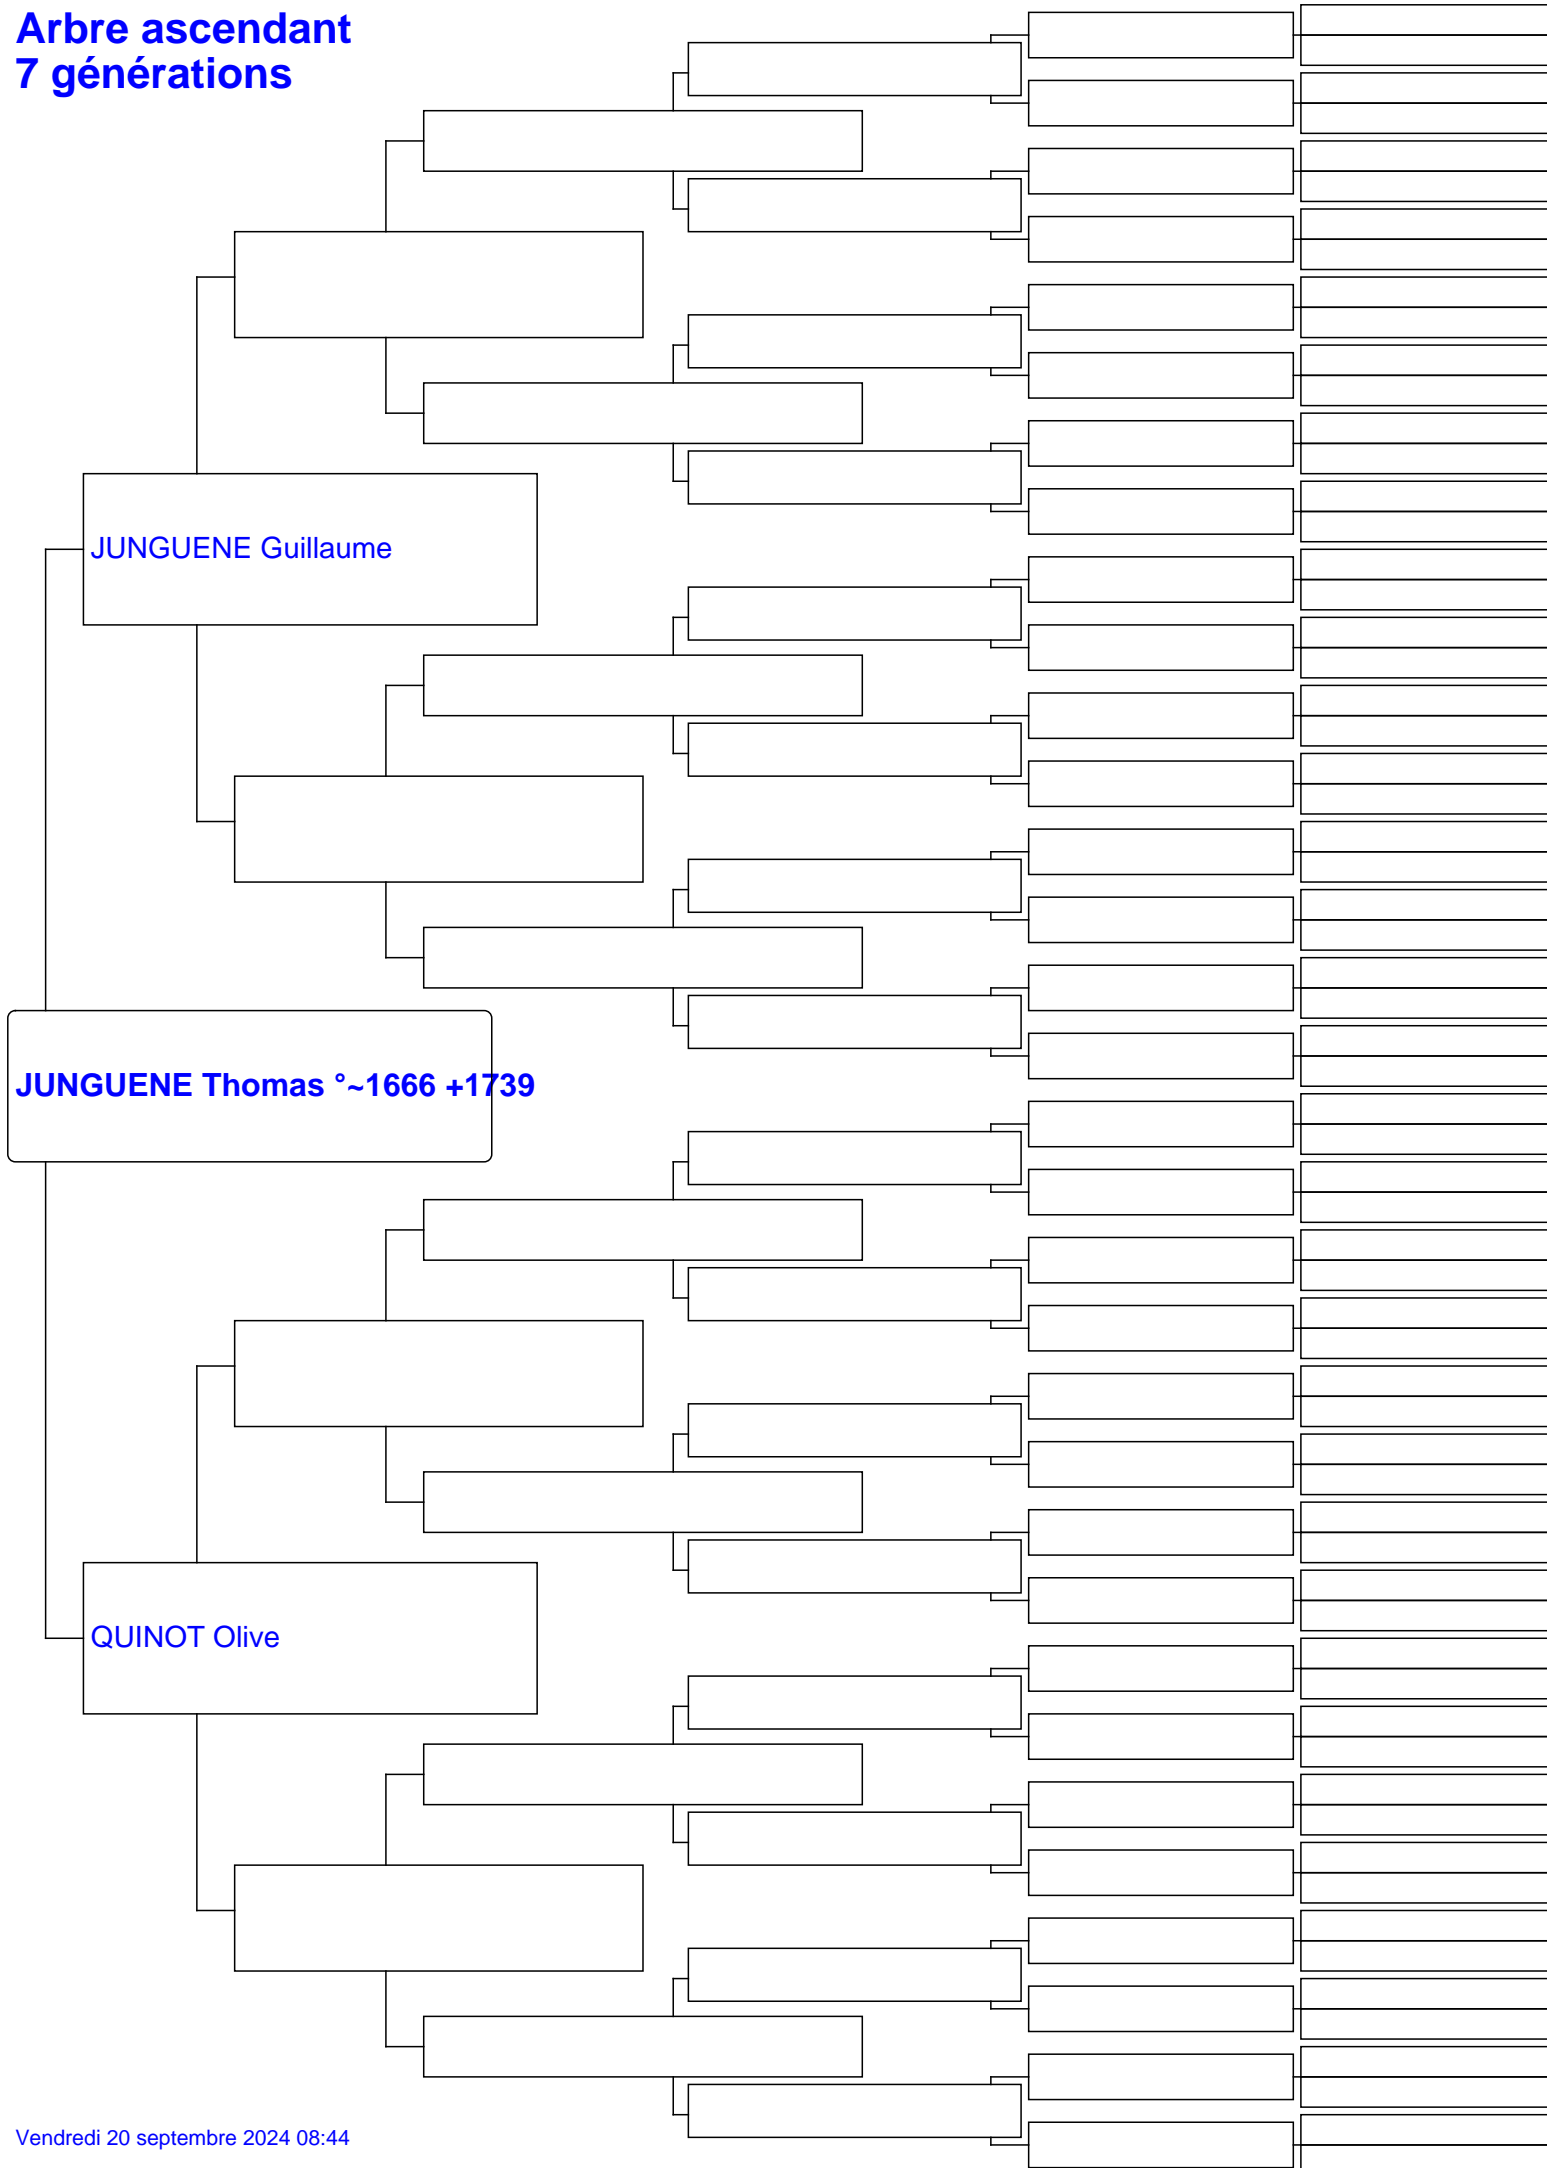 Arbre ascendant
7 générations
JUNGUENE Guillaume
JUNGUENE Thomas °~1666 +1739
QUINOT Olive
Vendredi 20 septembre 2024 08:44